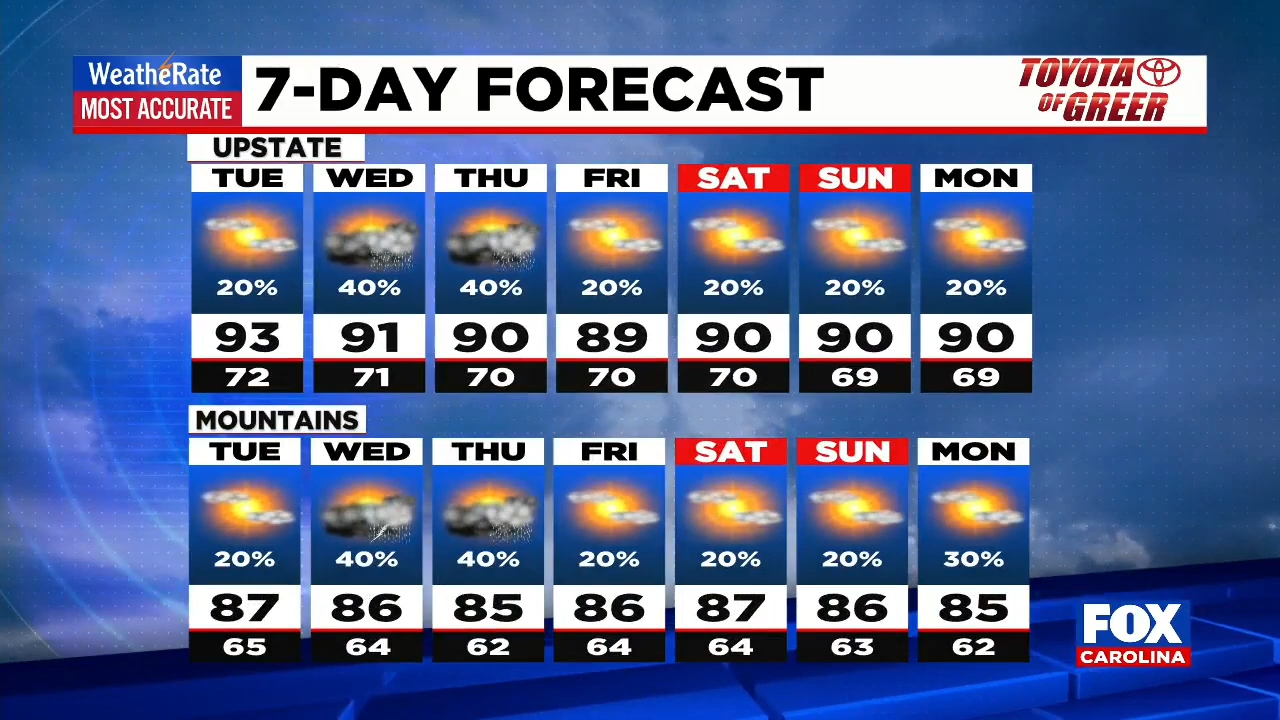 WeatheRate
MOST ACCURATE
7-DAY FORECAST
TOYOTA
OF GREER
UPSTATE
TUE WED THU FRI SAT SUN MON
20% 40% 40% 20% 20% 20% 20%
93 91 90 89 90 90 90
72 71 70 70 70 69 69
MOUNTAINS
TUE WED THU FRI SAT SUN MON
20% 40% 40% 20% 20% 20% 30%
87 86 85 86 87 86 85
65 64 62 64 64 63 62
FOX
CAROLINA